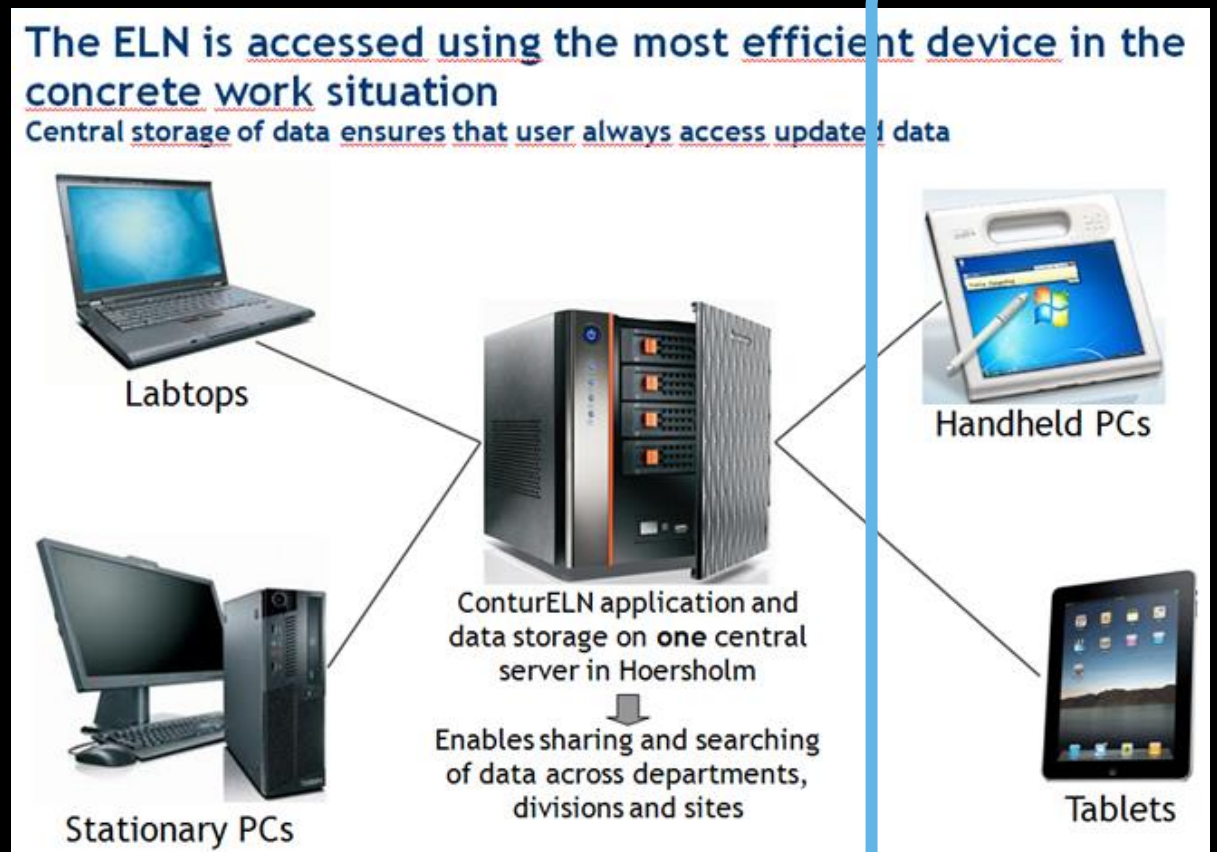 The ELN is accessed using the most efficient device in the
concrete work situation
Central storage of data ensures that user always access updated data
Labtops
Handheld PCs
ConturELN application and
data storage on one central
server in Hoersholm
Enables sharing and searching
of data across departments,
divisions and sites
Stationary PCs
Tablets